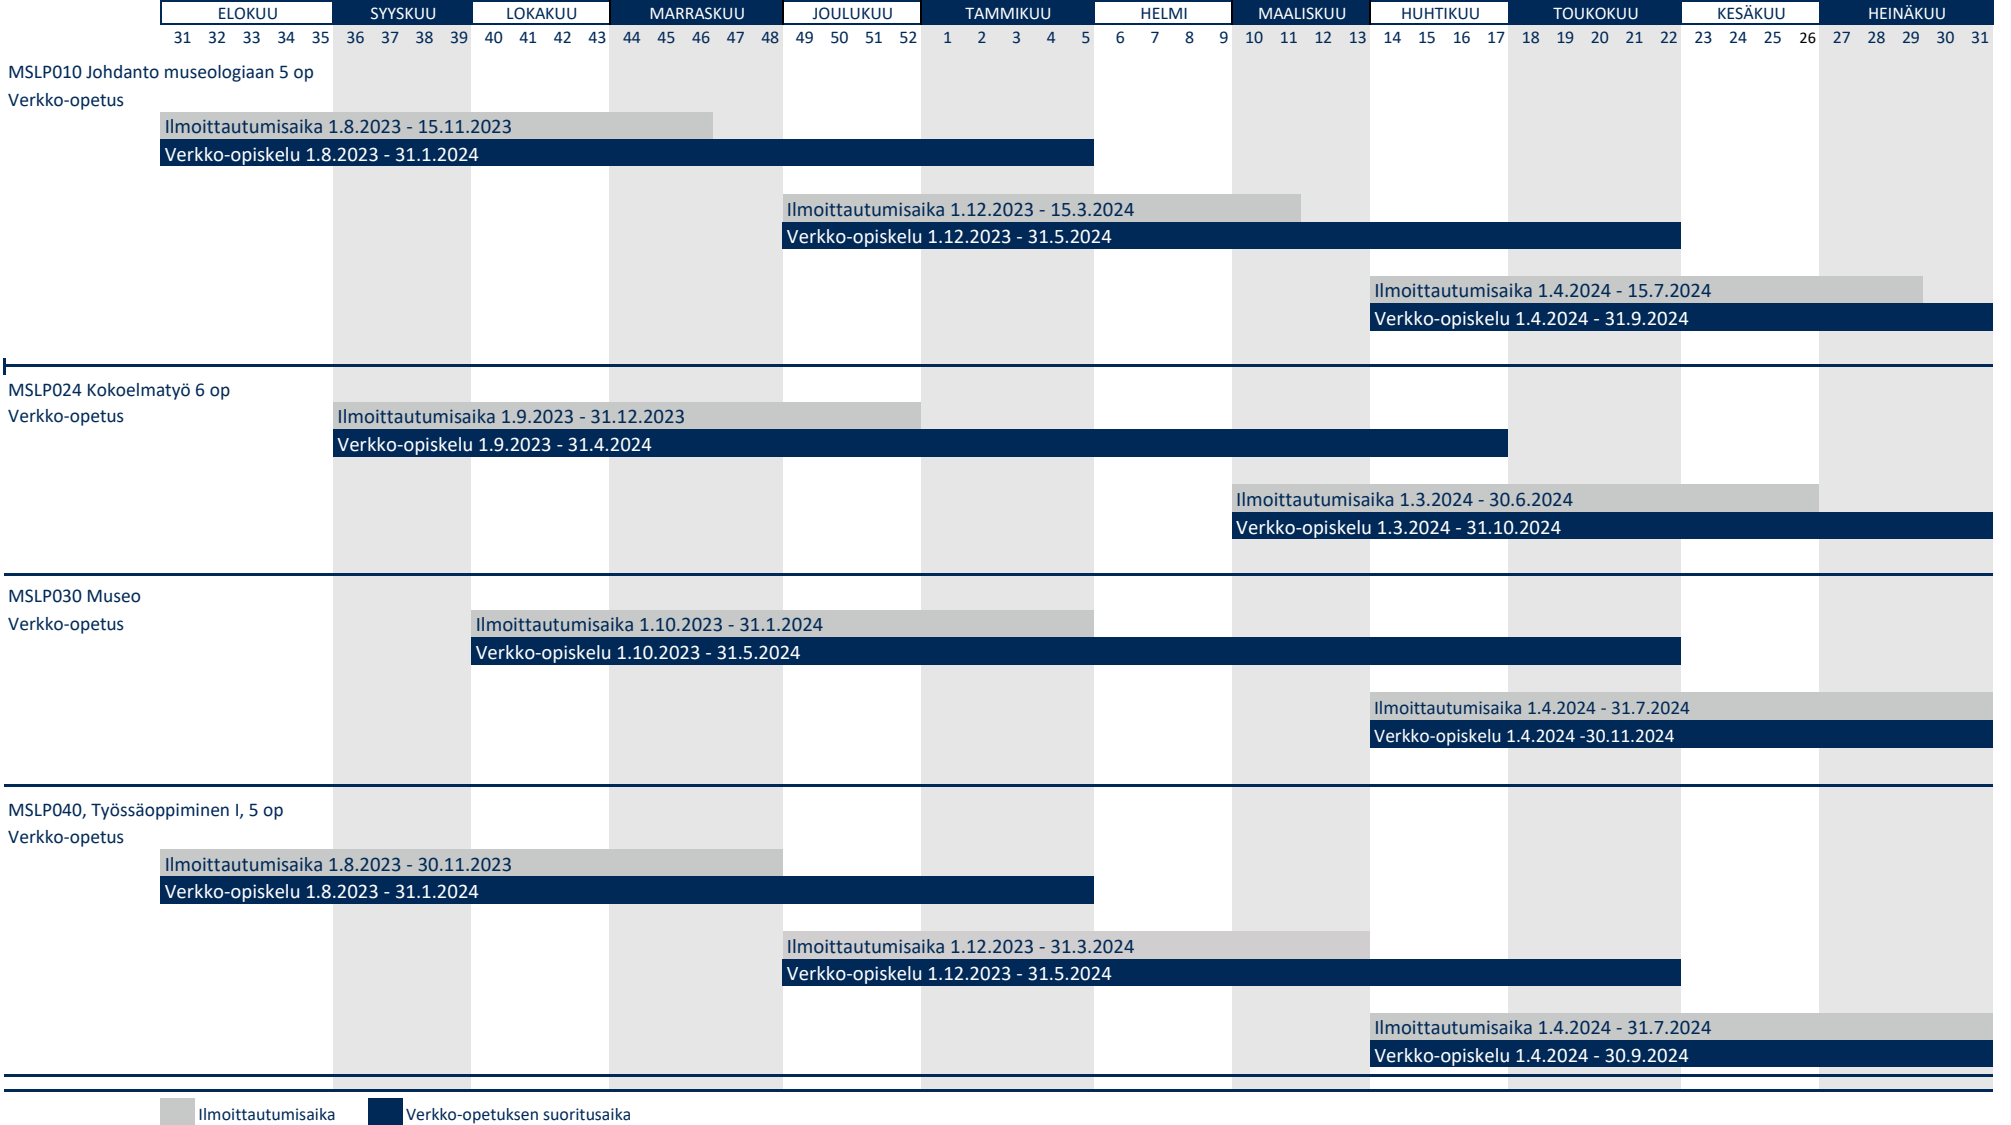 ELOKUU SYYSKUU LOKAKUU MARRASKUU JOULUKUU TAMMIKUU HELMI MAALISKUU HUHTIKUU TOUKOKUU KESÄKUU HEINÄKUU
31 32 33 34 35 36 37 38 39 40 41 42 43 44 45 46 47 48 49 50 51 52 1 2 3 4 5 6 7 8 9 10 11 12 13 14 15 16 17 18 19 20 21 22 23 24 25 26 27 28 29 30 31
MSLP010 Johdanto museologiaan 5 op
Verkko-opetus
Ilmoittautumisaika 1.8.2023 - 15.11.2023
Verkko-opiskelu 1.8.2023 - 31.1.2024
Ilmoittautumisaika 1.12.2023 - 15.3.2024
Verkko-opiskelu 1.12.2023 - 31.5.2024
Ilmoittautumisaika 1.4.2024 - 15.7.2024
Verkko-opiskelu 1.4.2024 - 31.9.2024
MSLP024 Kokoelmatyö 6 op
Verkko-opetus Ilmoittautumisaika 1.9.2023 - 31.12.2023
Verkko-opiskelu 1.9.2023 - 31.4.2024
Ilmoittautumisaika 1.3.2024 - 30.6.2024
Verkko-opiskelu 1.3.2024 - 31.10.2024
MSLP030 Museo
Verkko-opetus Ilmoittautumisaika 1.10.2023 - 31.1.2024
Verkko-opiskelu 1.10.2023 - 31.5.2024
Ilmoittautumisaika 1.4.2024 - 31.7.2024
Verkko-opiskelu 1.4.2024 -30.11.2024
MSLP040, Työssäoppiminen I, 5 op
Verkko-opetus
Ilmoittautumisaika 1.8.2023 - 30.11.2023
Verkko-opiskelu 1.8.2023 - 31.1.2024
Ilmoittautumisaika 1.12.2023 - 31.3.2024
Verkko-opiskelu 1.12.2023 - 31.5.2024
Ilmoittautumisaika 1.4.2024 - 31.7.2024
Verkko-opiskelu 1.4.2024 - 30.9.2024
Ilmoittautumisaika Verkko-opetuksen suoritusaika